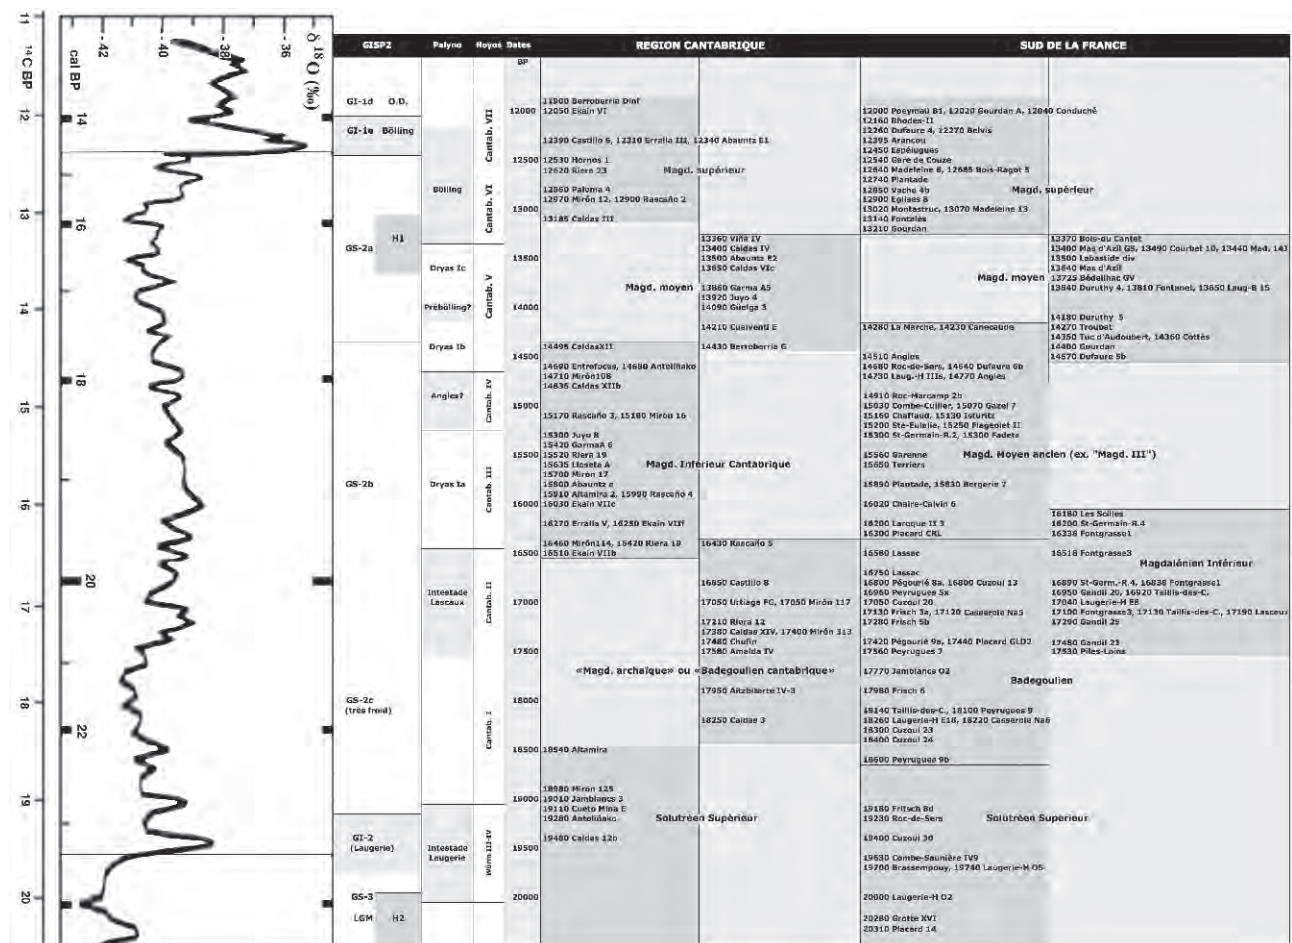 11
12
13
14
15
16
17
18
19
20
14C BP
cal BP
14
16
18
20
22
- 42
- 40
- 38
- 36
δ 18O (‰)
GISP2 Palyno Hoyos Dates REGION CANTABRIQUE SUD DE LA FRANCE
BP
GI-1d O.D.
GI-1e Bölling
GS-2a
H1
GS-2b
GS-2c
(très froid)
GI-2
(Laugerie)
GS-3
LGM H2
Bölling
Dryas Ic
Prébölling?
Dryas Ib
Angles?
Dryas Ia
Intestade
Lascaux
Intestade
Laugerie
Cantab. VII
Cantab. VI
Cantab. V
Cantab. IV
Cantab. III
Cantab. II
Cantab. I
Würm III-IV
12000
12500
13000
13500
14000
14500
15000
15500
16000
16500
17000
17500
18000
18500
19000
19500
20000
11900 Berroberria Dinf
12050 Ekain VI
12390 Castillo 6, 12310 Erralla III, 12340 Abauntz E1
12530 Hornos 1
12620 Riera 23
Magd. supérieur
12860 Paloma 4
12970 Mirón 12, 12900 Rascaño 2
13185 Caldas III
13360 Viña IV
13400 Caldas IV
13500 Abauntz E2
13650 Caldas VIc
Magd. moyen
13860 Garma A5
13920 Juyo 4
14090 Güelga 3
14210 Cualventi E
14430 Berroberria G
14495 CaldasXII
14690 Entrefocus, 14680 Antoliñako
14710 Mirón108
14835 Caldas XIIb
15170 Rascaño 3, 15180 Mirón 16
15300 Juyo 8
15420 GarmaA 6
15520 Riera 19
15635 Lloseta A
15700 Mirón 17
15800 Abauntz e
15910 Altamira 2, 15990 Rascaño 4
16030 Ekain VIIc
Magd. Inférieur Cantabrique
16270 Erralla V, 16250 Ekain VIIf
16460 Mirón114, 15420 Riera 18
16510 Ekain VIIb
16430 Rascaño 5
16850 Castillo 8
17050 Urtiaga FG, 17050 Mirón 117
17210 Riera 12
17380 Caldas XIV, 17400 Mirón 313
17480 Chufín
17580 Amalda IV
«Magd. archaïque» ou «Badegoulien cantabrique»
17950 Aitzbitarte IV-3
18250 Caldas 3
18540 Altamira
18980 Miron 125
19010 Jamblancs 3
19110 Cueto Mina E
19280 Antoliñako
Solutréen Supérieur
19480 Caldas 12b
12000 Poeymaü B1, 12020 Gourdan A, 12040 Conduché
12160 Rhodes-II
12260 Dufaure 4, 12270 Belvis
12395 Arancou
12450 Espélugues
12540 Gare de Couze
12640 Madeleine 8, 12685 Bois-Ragot 5
12740 Plantade
12850 Vache 4b
12900 Eglises 8
13020 Montastruc, 13070 Madeleine 13
13140 Fontalès
13210 Gourdan
Magd. supérieur
13370 Bois-du Cantet
13400 Mas d'Azil GS, 13490 Courbet 10, 13440 Mad. 14J
13500 Labastide div
13640 Mas d'Azil
13725 Bédeilhac GV
13840 Duruthy 4, 13810 Fontanet, 13850 Laug-B 15
Magd. moyen
14180 Duruthy 5
14270 Troubat
14350 Tuc d'Audoubert, 14360 Cottés
14400 Gourdan
14570 Dufaure 5b
14280 La Marche, 14230 Canecaude
14510 Angles
14680 Roc-de-Sers, 14640 Dufaure 6b
14730 Laug.-H IIIs, 14770 Angles
14910 Roc-Marcamp 2b
15030 Combe-Cullier, 15070 Gazel 7
15160 Chaffaud, 15130 Isturitz
15200 Ste-Eulalie, 15250 Flageolet II
15300 St-Germain-R.2, 15300 Fadets
15560 Garenne
15650 Terriers
Magd. Moyen ancien (ex. "Magd. III")
15890 Plantade, 15830 Bergerie 7
16020 Chaire-Calvin 6
16200 Laroque II 3
16300 Placard CRL
16180 Les Scilles
16200 St-Germain-R.4
16238 Fontgrasse1
16518 Fontgrasse3
Magdalénien Inférieur
16580 Lassac
16750 Lassac
16800 Pégourié 8a, 16800 Cuzoul 13
16960 Peyrugues 5x
17050 Cuzoul 20
17130 Frisch 3a, 17120 Casserole Na5
17280 Frisch 5b
17420 Pégourié 9a, 17440 Placard GLD2
17560 Peyrugues 7
16890 St-Germ.-R.4, 16838 Fontgrasse1
16950 Gandil 20, 16920 Taillis-des-C.
17040 Laugerie-H E8
17100 Fontgrasse3, 17130 Taillis-des-C., 17190 Lascaux
17290 Gandil 25
17480 Gandil 23
17530 Piles-Loins
17770 Jamblancs O2
Badegoulien
17980 Frisch 6
18140 Taillis-des-C., 18100 Peyrugues 9
18260 Laugerie-H E18, 18220 Casserole Na6
18300 Cuzoul 23
18400 Cuzoul 24
18600 Peyrugues 9b
19180 Fritsch 8d
19230 Roc-de-Sers
Solutréen Supérieur
19400 Cuzoul 30
19630 Combe-Saunière IV9
19700 Brassempouy, 19740 Laugerie-H O5
20000 Laugerie-H O2
20280 Grotte XVI
20310 Placard 14